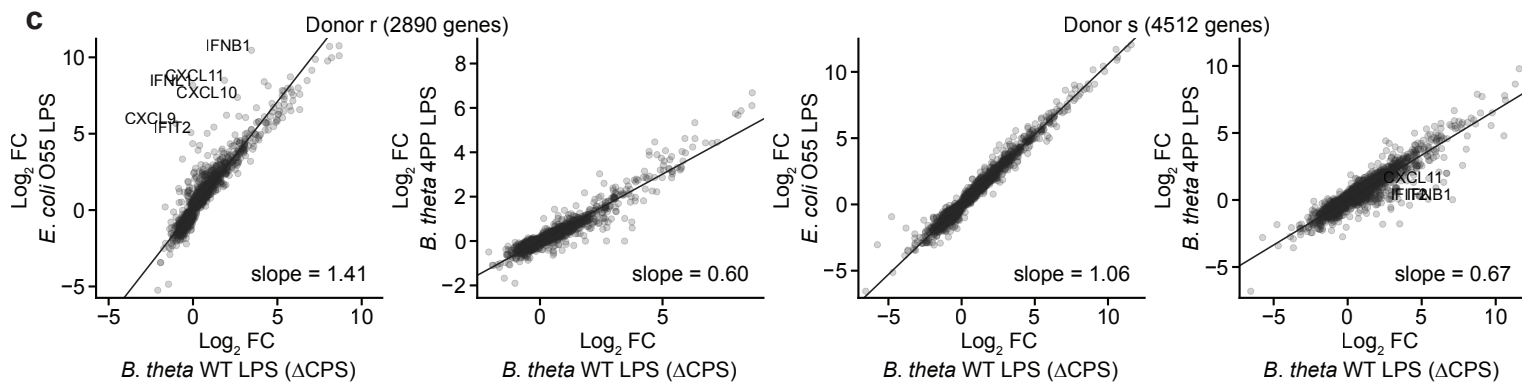 c
Donor r (2890 genes)
Donor s (4512 genes)
Log2 FC
E. coli O55 LPS
10
5
0
−5
IFNB1
CXCL11
IFNL1
CXCL10
CXCL9
IFIT2
slope = 1.41
−5
0
5
10
Log2 FC
B. theta WT LPS (ΔCPS)
Log2 FC
B. theta 4PP LPS
8
6
4
2
0
−2
slope = 0.60
0
5
Log2 FC
B. theta WT LPS (ΔCPS)
Log2 FC
E. coli O55 LPS
10
5
0
−5
slope = 1.06
−5
0
5
10
Log2 FC
B. theta WT LPS (ΔCPS)
Log2 FC
B. theta 4PP LPS
10
5
0
−5
CXCL11
IFIT2
IFNB1
slope = 0.67
−5
0
5
10
Log2 FC
B. theta WT LPS (ΔCPS)